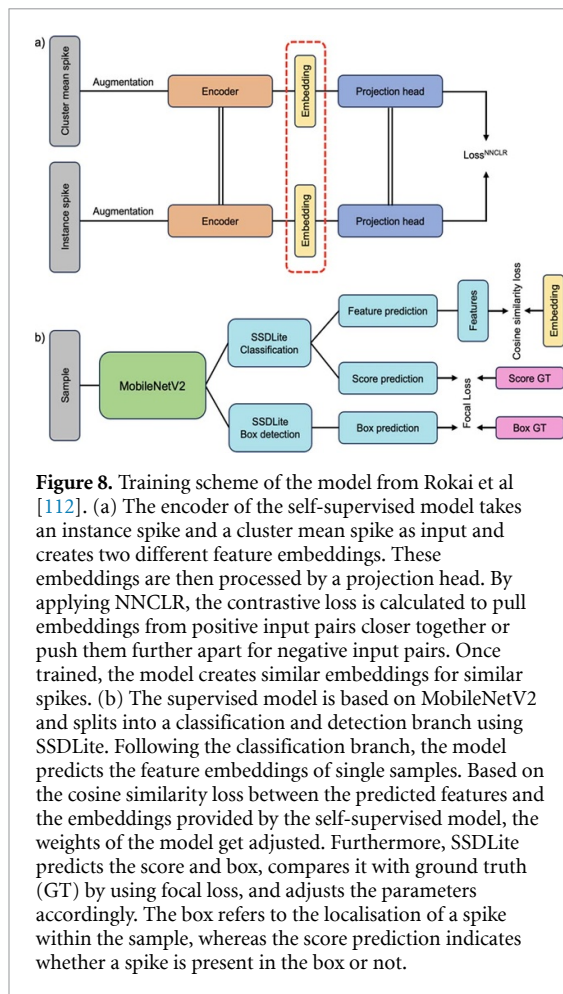 a)
Cluster mean spike
Augmentation
Encoder
Embedding
Projection head
Loss^NNCLR
Instance spike
Augmentation
Encoder
Embedding
Projection head
b)
Sample
MobileNetV2
SSDLite
Classification
SSDLite
Box detection
Feature prediction
Features
Cosine similarity loss
Embedding
Score prediction
Focal Loss
Score GT
Box prediction
Box GT
Figure 8. Training scheme of the model from Rokai et al
[112]. (a) The encoder of the self-supervised model takes
an instance spike and a cluster mean spike as input and
creates two different feature embeddings. These
embeddings are then processed by a projection head. By
applying NNCLR, the contrastive loss is calculated to pull
embeddings from positive input pairs closer together or
push them further apart for negative input pairs. Once
trained, the model creates similar embeddings for similar
spikes. (b) The supervised model is based on MobileNetV2
and splits into a classification and detection branch using
SSDLite. Following the classification branch, the model
predicts the feature embeddings of single samples. Based on
the cosine similarity loss between the predicted features and
the embeddings provided by the self-supervised model, the
weights of the model get adjusted. Furthermore, SSDLite
predicts the score and box, compares it with ground truth
(GT) by using focal loss, and adjusts the parameters
accordingly. The box refers to the localisation of a spike
within the sample, whereas the score prediction indicates
whether a spike is present in the box or not.